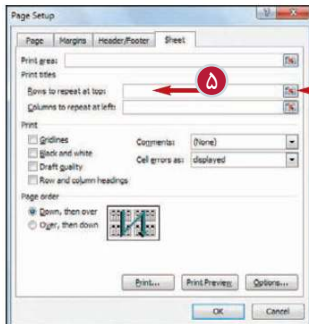 Page Setup
Page Margins Header/Footer Sheet
Print area:
Print titles
Rows to repeat at top: ۵
Columns to repeat at left:
Print
Gridlines Comments: (None)
Black and white Cell errors as: displayed
Draft quality
Row and column headings
Page order
Down, then over
Over, then down
Print... Print Preview Options...
OK Cancel